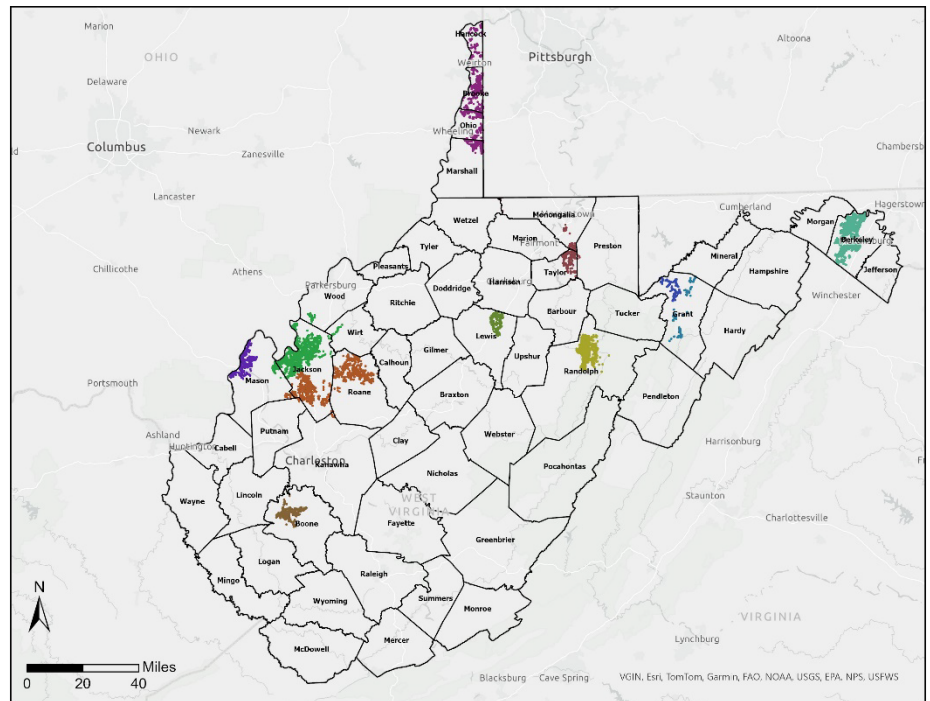 Marion
Altoona
Hancock
OHIO
Weirton
Pittsburgh
Delaware
Brooke
Newark
Ohio
Wheeling
Columbus
Zanesville
Chambersb
Marshall
Lancaster
Cumberland
Hagerstown
Monongalia
Morgan
Wetzel
Marion
Fairmont
Preston
Berkeley
Tyler
Mineral
Chillicothe
Athens
Pleasants
Taylor
Hampshire
Jefferson
Parkersburg
Doddridge
Harrison
Wood
Winchester
Ritchie
Barbour
Tucker
Grant
Wirt
Lewis
Hardy
Gilmer
Upshur
Calhoun
Jackson
Randolph
Mason
Portsmouth
Roane
Braxton
Pendleton
Ashland
Putnam
Webster
Harrisonburg
Huntington
Cabell
Clay
Charleston
Kanawha
Pocahontas
Nicholas
Wayne
Lincoln
WEST
VIRGINIA
Staunton
Boone
Fayette
Charlottesville
Greenbrier
Logan
Raleigh
Mingo
N
Wyoming
Summers
Monroe
VIRGINIA
Mercer
Lynchburg
McDowell
Miles
0 20 40
Blacksburg
Cave Spring
VGIN, Esri, TomTom, Garmin, FAO, NOAA, USGS, EPA, NPS, USFWS